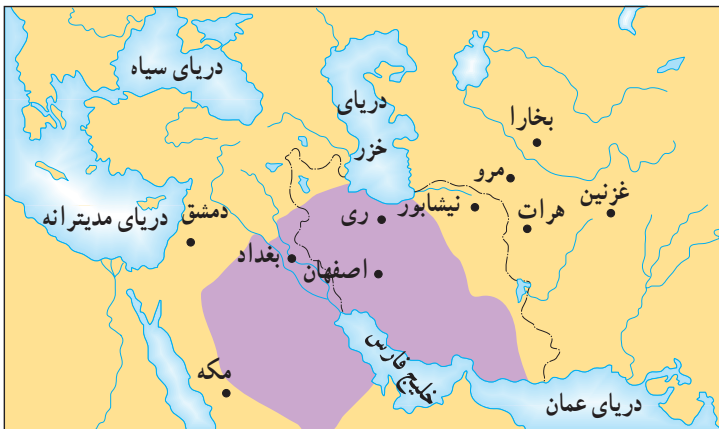 دریای سیاه
دریای
خزر
بخارا
مرو
غزنین
نیشابور
هرات
ری
دمشق
دریای مدیترانه
بغداد
اصفهان
خلیج فارس
مکه
دریای عمان